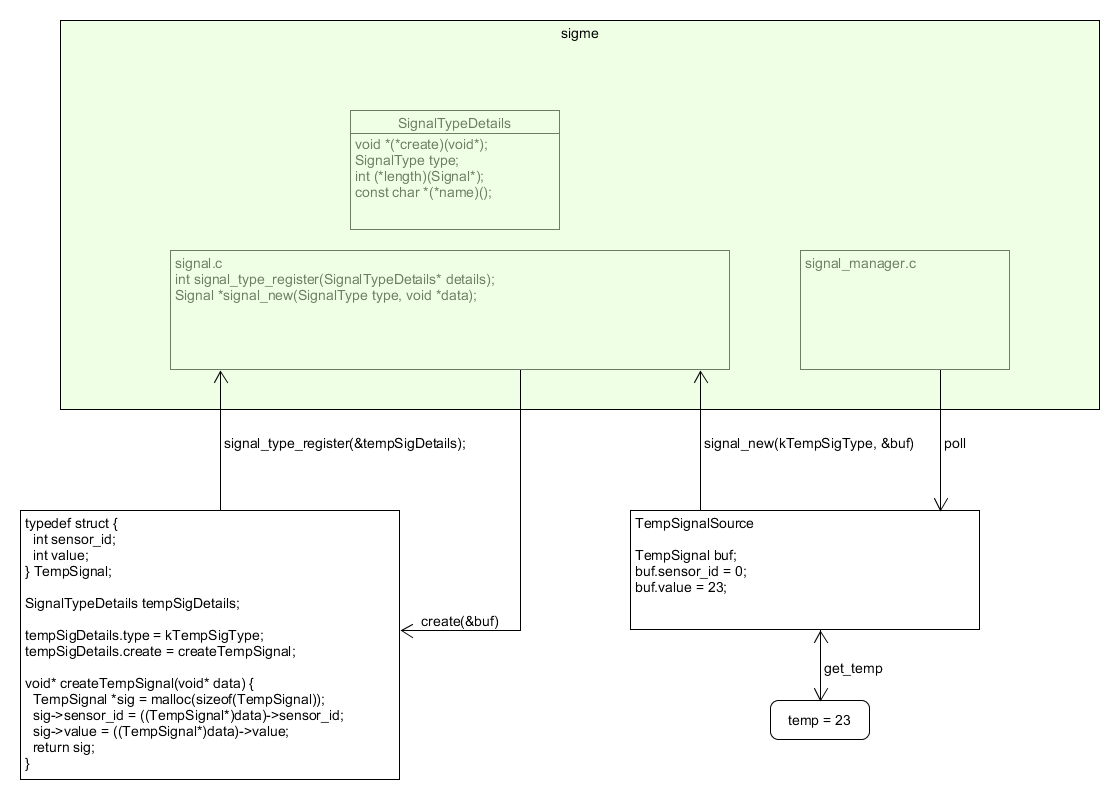 sigme
SignalTypeDetails
void *(*create)(void*);
SignalType type;
int (*length)(Signal*);
const char *(*name)();
signal.c
int signal_type_register(SignalTypeDetails* details);
Signal *signal_new(SignalType type, void *data);
signal_manager.c
signal_type_register(&tempSigDetails);
signal_new(kTempSigType, &buf)
poll
typedef struct {
  int sensor_id;
  int value;
} TempSignal;
SignalTypeDetails tempSigDetails;
tempSigDetails.type = kTempSigType;
tempSigDetails.create = createTempSignal;
void* createTempSignal(void* data) {
  TempSignal *sig = malloc(sizeof(TempSignal));
  sig->sensor_id = ((TempSignal*)data)->sensor_id;
  sig->value = ((TempSignal*)data)->value;
  return sig;
}
create(&buf)
TempSignalSource
TempSignal buf;
buf.sensor_id = 0;
buf.value = 23;
get_temp
temp = 23